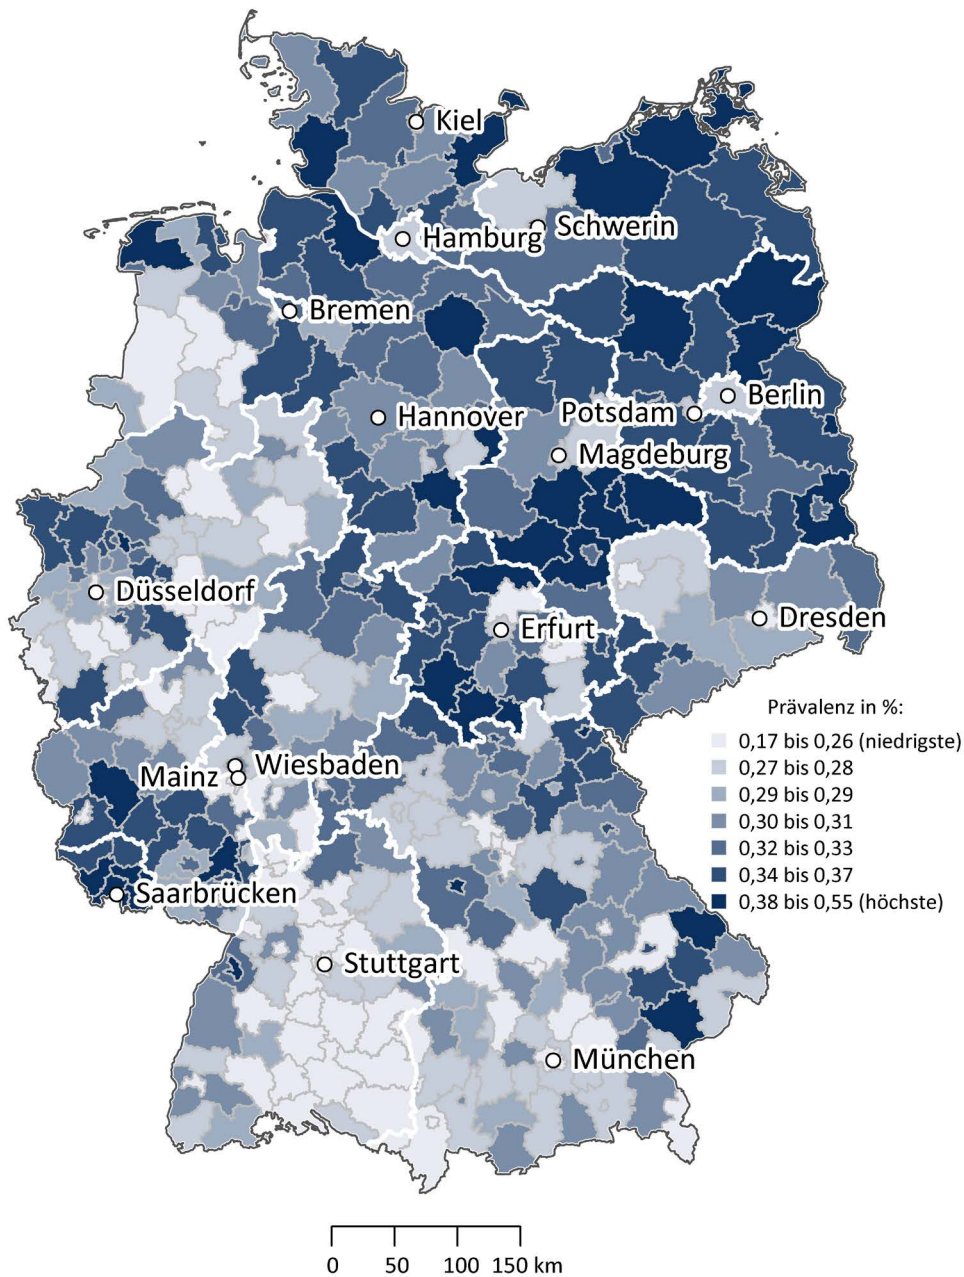 Kiel
Schwerin
Hamburg
Bremen
Berlin
Hannover
Potsdam
Magdeburg
Düsseldorf
Erfurt
Dresden
Prävalenz in %:
0,17 bis 0,26 (niedrigste)
0,27 bis 0,28
0,29 bis 0,29
0,30 bis 0,31
0,32 bis 0,33
0,34 bis 0,37
0,38 bis 0,55 (höchste)
Wiesbaden
Mainz
Saarbrücken
Stuttgart
München
0 50 100 150 km